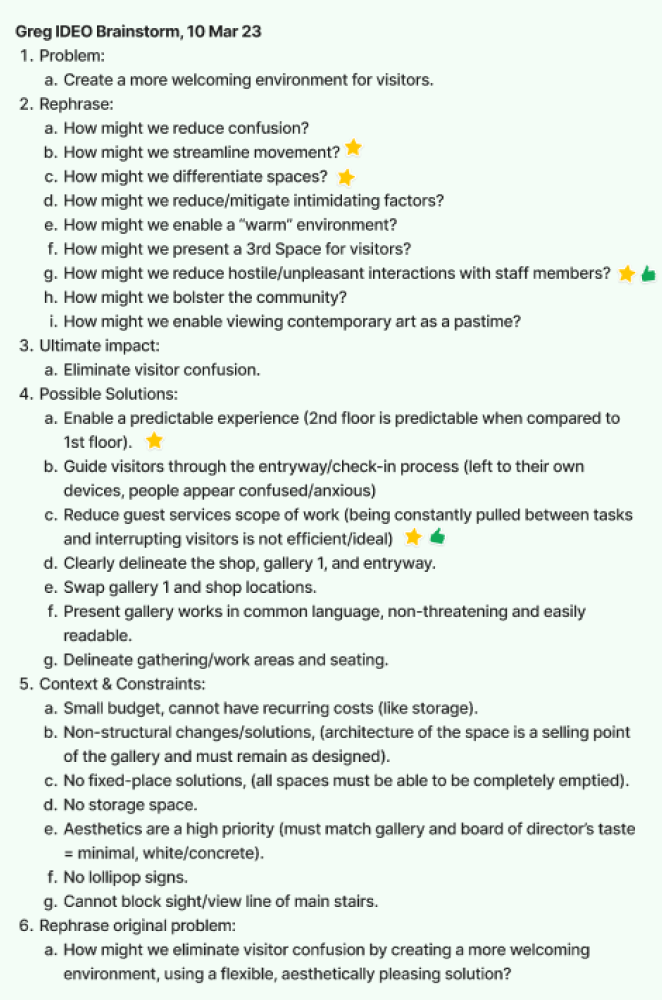 Greg IDEO Brainstorm, 10 Mar 23
1. Problem:
a. Create a more welcoming environment for visitors.
2. Rephrase:
a. How might we reduce confusion?
b. How might we streamline movement?
c. How might we differentiate spaces?
d. How might we reduce/mitigate intimidating factors?
e. How might we enable a “warm” environment?
f. How might we present a 3rd Space for visitors?
g. How might we reduce hostile/unpleasant interactions with staff members?
h. How might we bolster the community?
i. How might we enable viewing contemporary art as a pastime?
3. Ultimate impact:
a. Eliminate visitor confusion.
4. Possible Solutions:
a. Enable a predictable experience (2nd floor is predictable when compared to
1st floor).
b. Guide visitors through the entryway/check-in process (left to their own
devices, people appear confused/anxious)
c. Reduce guest services scope of work (being constantly pulled between tasks
and interrupting visitors is not efficient/ideal)
d. Clearly delineate the shop, gallery 1, and entryway.
e. Swap gallery 1 and shop locations.
f. Present gallery works in common language, non-threatening and easily
readable.
g. Delineate gathering/work areas and seating.
5. Context & Constraints:
a. Small budget, cannot have recurring costs (like storage).
b. Non-structural changes/solutions, (architecture of the space is a selling point
of the gallery and must remain as designed).
c. No fixed-place solutions, (all spaces must be able to be completely emptied).
d. No storage space.
e. Aesthetics are a high priority (must match gallery and board of director’s taste
= minimal, white/concrete).
f. No lollipop signs.
g. Cannot block sight/view line of main stairs.
6. Rephrase original problem:
a. How might we eliminate visitor confusion by creating a more welcoming
environment, using a flexible, aesthetically pleasing solution?